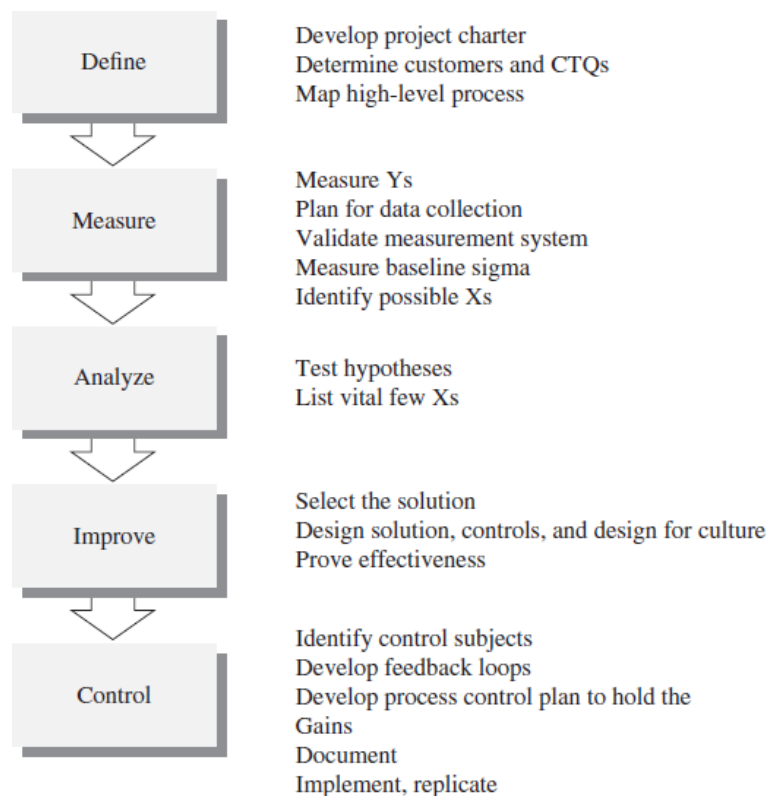 Define
Develop project charter
Determine customers and CTQs
Map high-level process
Measure
Measure Ys
Plan for data collection
Validate measurement system
Measure baseline sigma
Identify possible Xs
Analyze
Test hypotheses
List vital few Xs
Improve
Select the solution
Design solution, controls, and design for culture
Prove effectiveness
Control
Identify control subjects
Develop feedback loops
Develop process control plan to hold the
Gains
Document
Implement, replicate